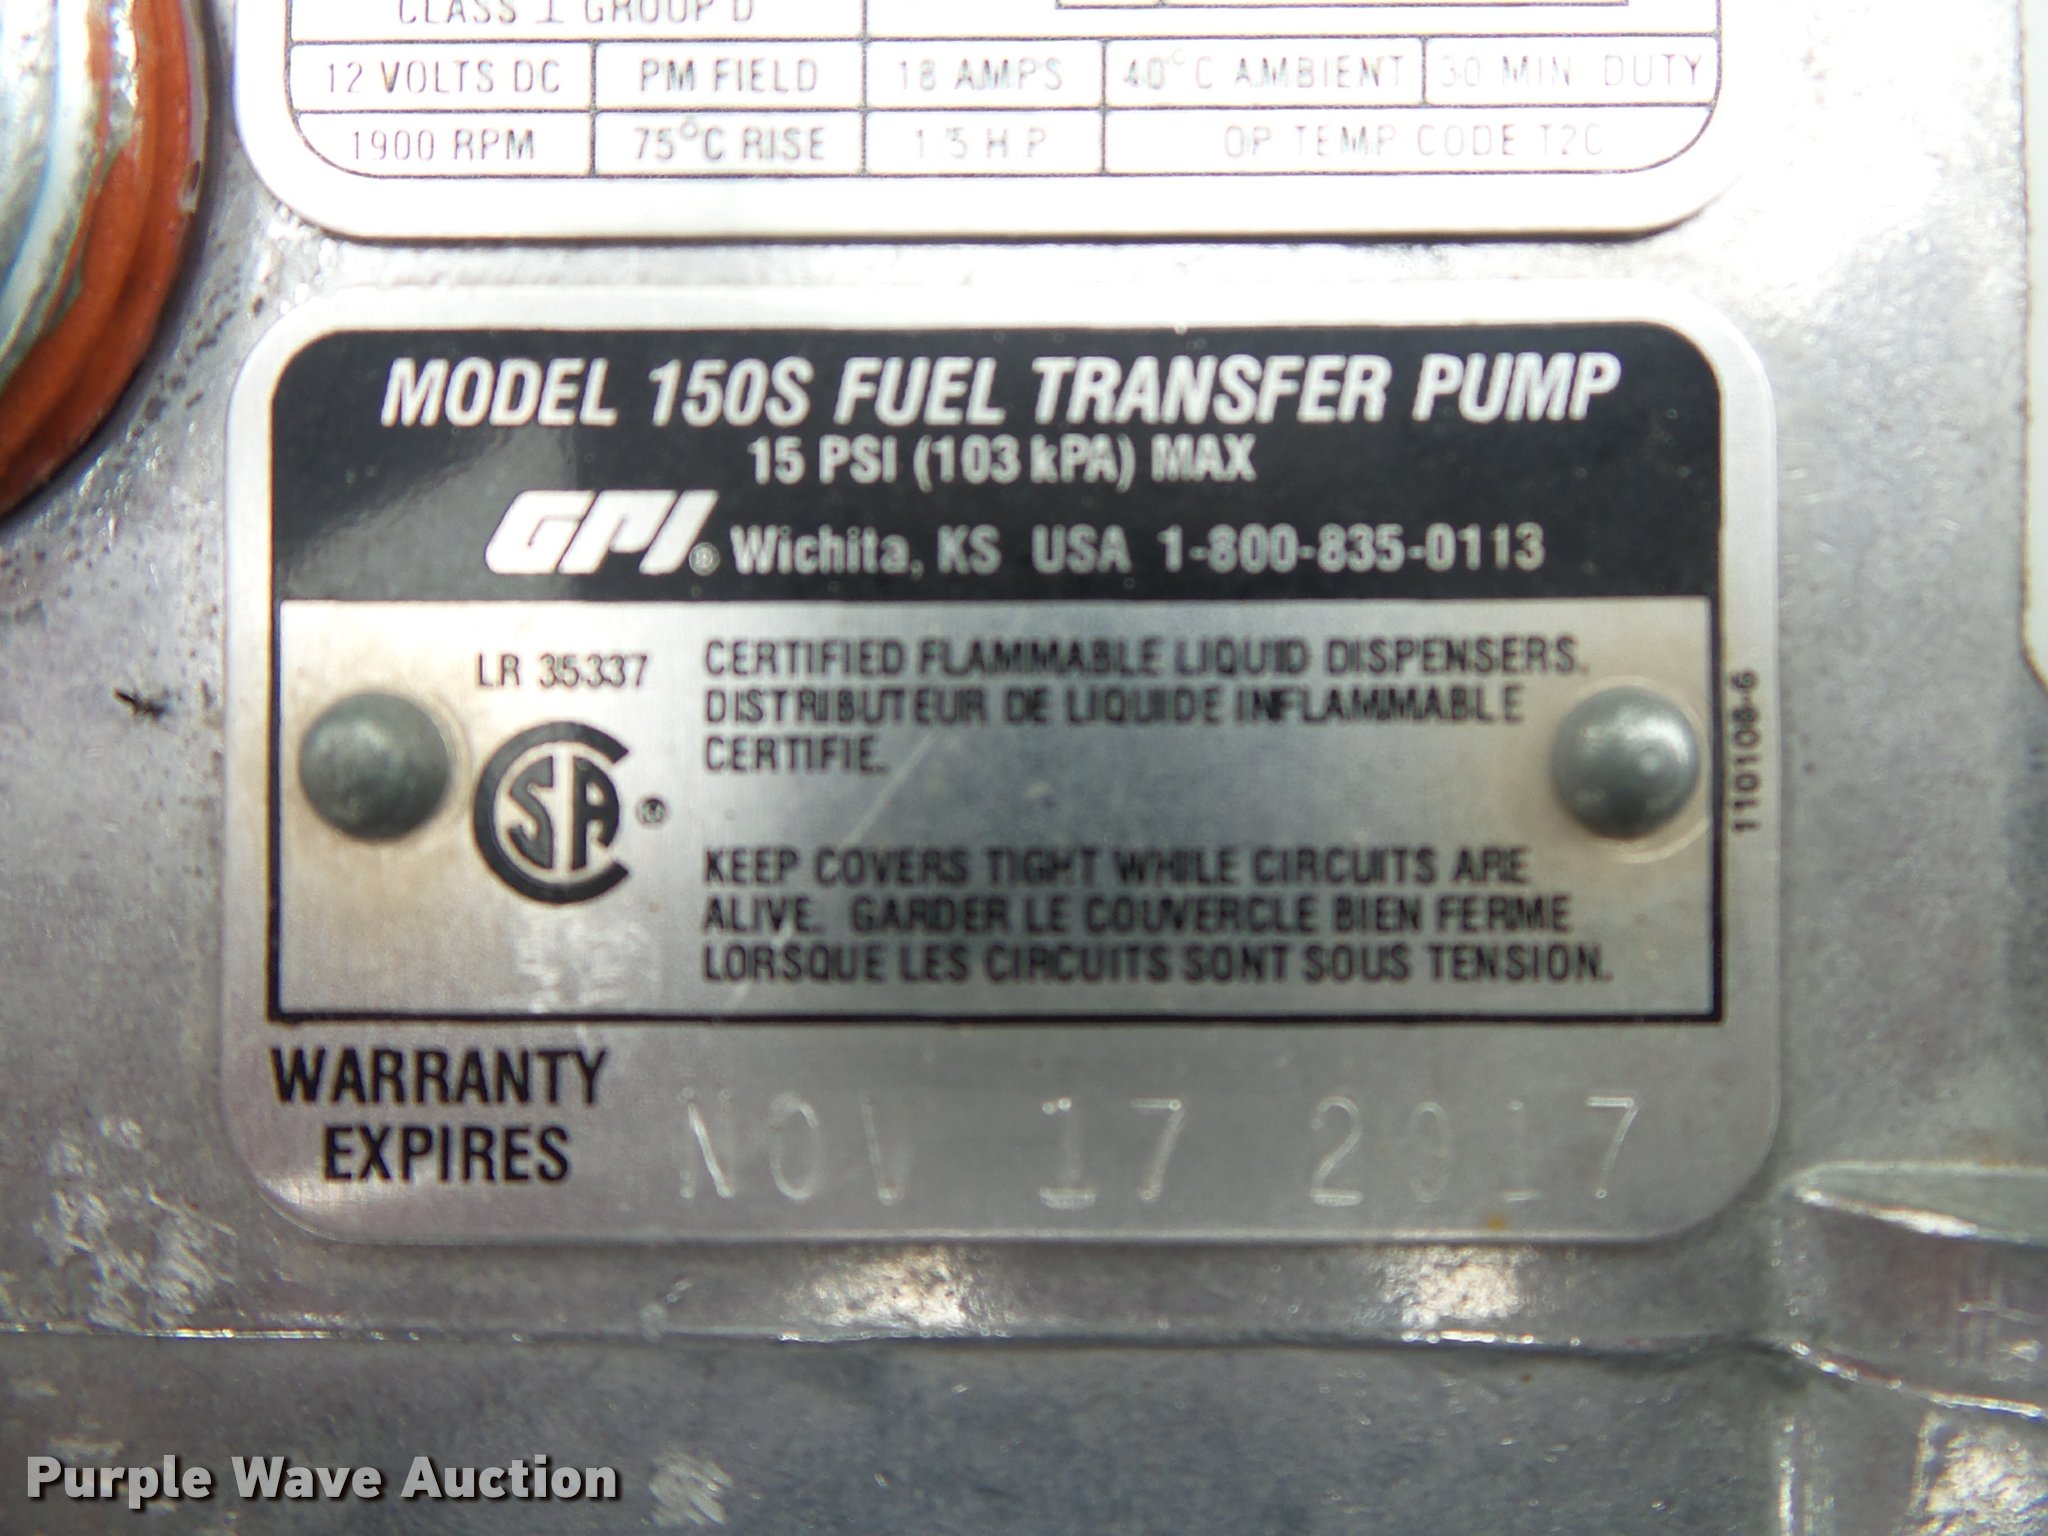 CLASS I GROUP D
12 VOLTS DC PM FIELD 18 AMPS 40°C AMBIENT 30 MIN DUTY
1900 RPM 75°C RISE 1/5 H P OP TEMP CODE T2C
MODEL 150S FUEL TRANSFER PUMP
15 PSI (103 kPA) MAX
GPI® Wichita, KS USA 1-800-835-0113
LR 35337
CSA®
CERTIFIED FLAMMABLE LIQUID DISPENSERS.
DISTRIBUTEUR DE LIQUIDE INFLAMMABLE
CERTIFIE.
KEEP COVERS TIGHT WHILE CIRCUITS ARE
ALIVE. GARDER LE COUVERCLE BIEN FERME
LORSQUE LES CIRCUITS SONT SOUS TENSION.
110108-6
WARRANTY
EXPIRES
NOV 17 2017
Purple Wave Auction